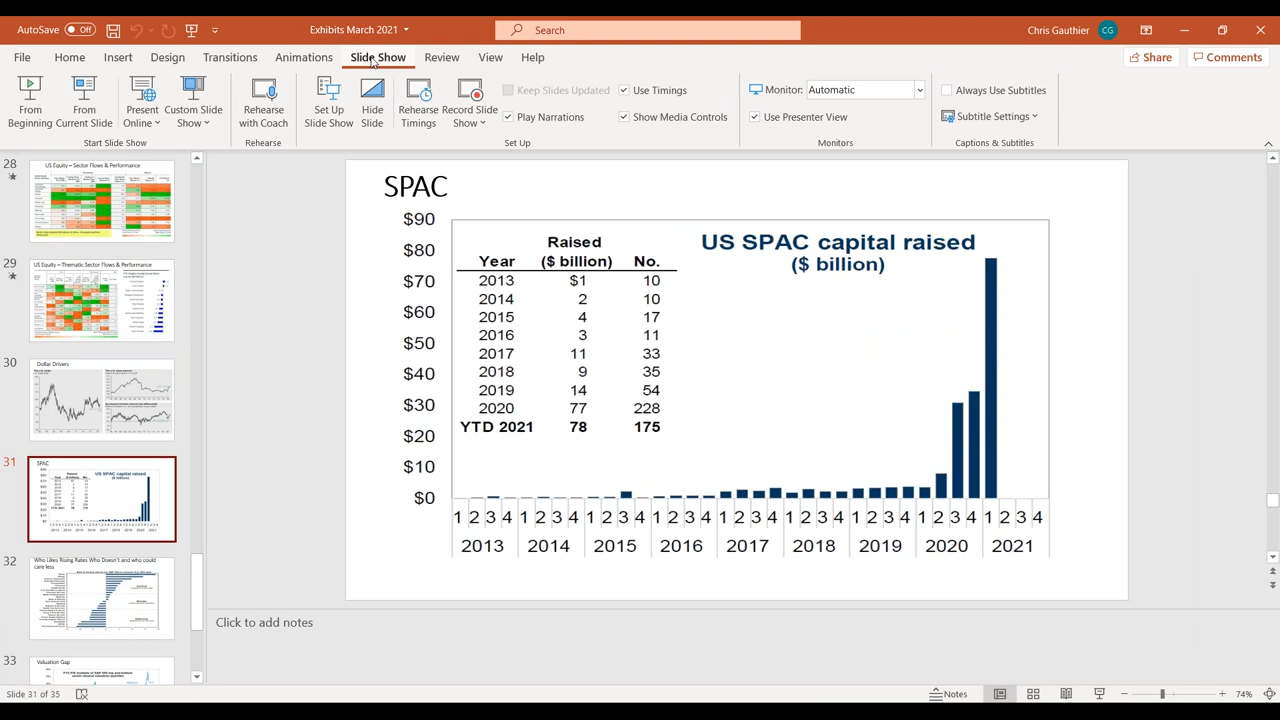 AutoSave Off
Exhibits March 2021
Search
Chris Gauthier CG
File Home Insert Design Transitions Animations Slide Show Review View Help
Share Comments
From Beginning
From Current Slide
Present Online
Custom Slide Show
Start Slide Show
Rehearse with Coach
Rehearse
Set Up Slide Show
Hide Slide
Rehearse Timings
Record Slide Show
Keep Slides Updated
Play Narrations
Use Timings
Show Media Controls
Set Up
Monitor: Automatic
Use Presenter View
Monitors
Always Use Subtitles
Subtitle Settings
Captions & Subtitles
28
US Equity – Sector Flows & Performance
29
US Equity – Thematic Sector Flows & Performance
30
Dollar Drivers
31
SPAC
US SPAC capital raised
($ billion)
32
Who Likes Rising Rates Who Doesn't and who could
care less
33
Valuation Gap
SPAC
US SPAC capital raised
($ billion)
Raised
Year ($ billion) No.
2013 $1 10
2014 2 10
2015 4 17
2016 3 11
2017 11 33
2018 9 35
2019 14 54
2020 77 228
YTD 2021 78 175
$90
$80
$70
$60
$50
$40
$30
$20
$10
$0
1 2 3 4 1 2 3 4 1 2 3 4 1 2 3 4 1 2 3 4 1 2 3 4 1 2 3 4 1 2 3 4 1 2 3 4
2013 2014 2015 2016 2017 2018 2019 2020 2021
Click to add notes
Slide 31 of 35
Notes
74%